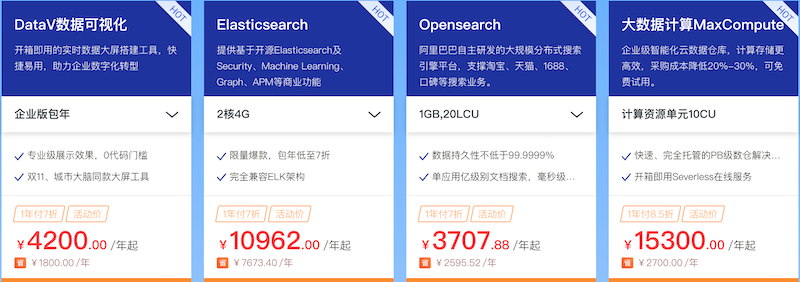 DataV数据可视化
HOT
开箱即用的实时数据大屏搭建工具，快
捷易用，助力企业数字化转型
企业版包年
专业级展示效果，0代码门槛
双11、城市大脑同款大屏工具
1年付7折 活动价
￥4200.00 /年起
省 ￥1800.00 /年
Elasticsearch
HOT
提供基于开源Elasticsearch及
Security、Machine Learning、
Graph、APM等商业功能
2核4G
限量爆款，包年低至7折
完全兼容ELK架构
1年付7折 活动价
￥10962.00 /年起
省 ￥7673.40 /年
Opensearch
HOT
阿里巴巴自主研发的大规模分布式搜索
引擎平台，支撑淘宝、天猫、1688、
口碑等搜索业务。
1GB,20LCU
数据持久性不低于99.9999%
单应用亿级别文档搜索，毫秒级…
1年付7折 活动价
￥3707.88 /年起
省 ￥2595.52 /年
大数据计算MaxCompute
HOT
企业级智能化云数据仓库，计算存储更
高效，采购成本降低20%-30%，可免
费试用。
计算资源单元10CU
快速、完全托管的PB级数仓解决…
开箱即用Severless在线服务
1年付8.5折 活动价
￥15300.00 /年起
省 ￥2700.00 /年